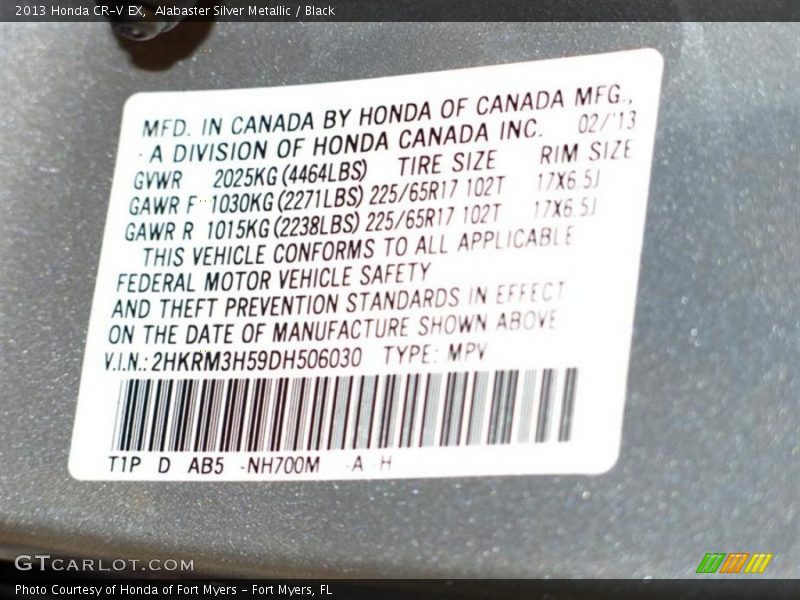 2013 Honda CR-V EX, Alabaster Silver Metallic / Black
MFD. IN CANADA BY HONDA OF CANADA MFG.,
A DIVISION OF HONDA CANADA INC. 02/'13
GVWR 2025KG (4464LBS) TIRE SIZE RIM SIZE
GAWR F 1030KG (2271LBS) 225/65R17 102T 17X6.5J
GAWR R 1015KG (2238LBS) 225/65R17 102T 17X6.5J
THIS VEHICLE CONFORMS TO ALL APPLICABLE
FEDERAL MOTOR VEHICLE SAFETY
AND THEFT PREVENTION STANDARDS IN EFFECT
ON THE DATE OF MANUFACTURE SHOWN ABOVE
V.I.N.: 2HKRM3H59DH506030 TYPE: MPV
T1P D AB5 -NH700M -A H
GTCARLOT.COM
Photo Courtesy of Honda of Fort Myers - Fort Myers, FL